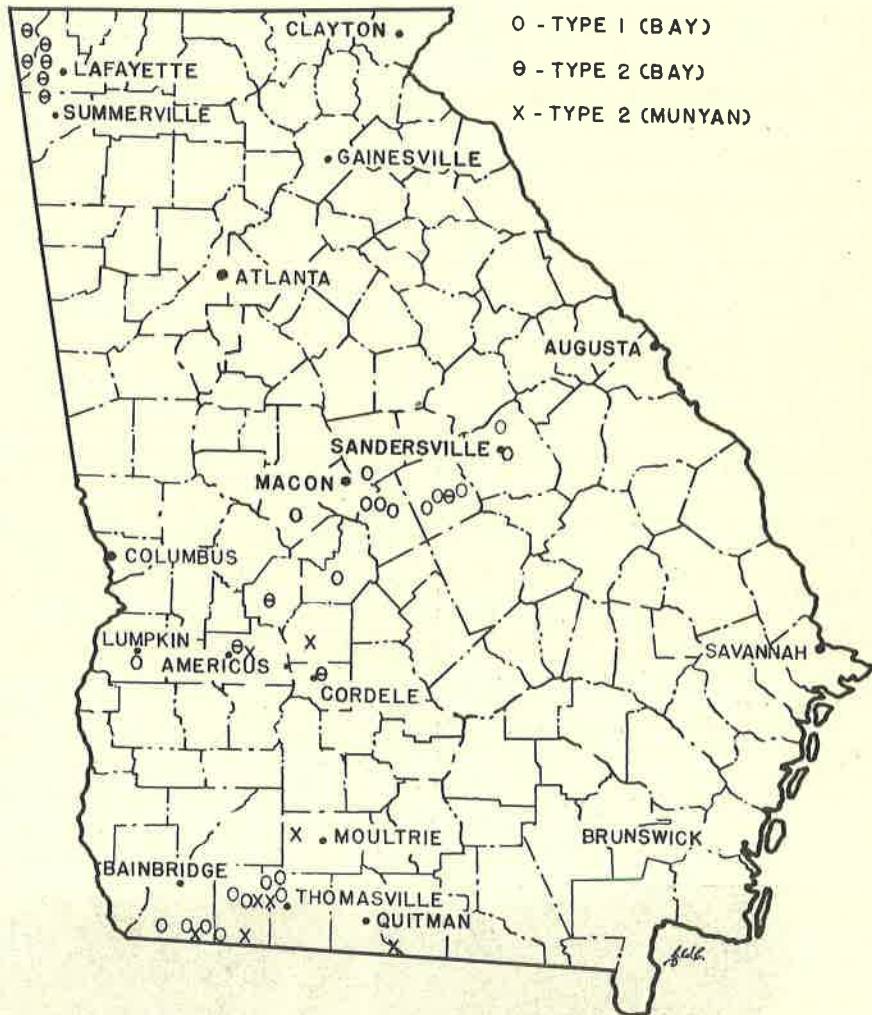 CLAYTON
O - TYPE 1 (BAY)
Ɵ - TYPE 2 (BAY)
X - TYPE 2 (MUNYAN)
LAFAYETTE
SUMMERVILLE
GAINESVILLE
ATLANTA
AUGUSTA
SANDERSVILLE
MACON
COLUMBUS
LUMPKIN
AMERICUS
SAVANNAH
CORDELE
MOULTRIE
BRUNSWICK
BAINBRIDGE
THOMASVILLE
QUITMAN